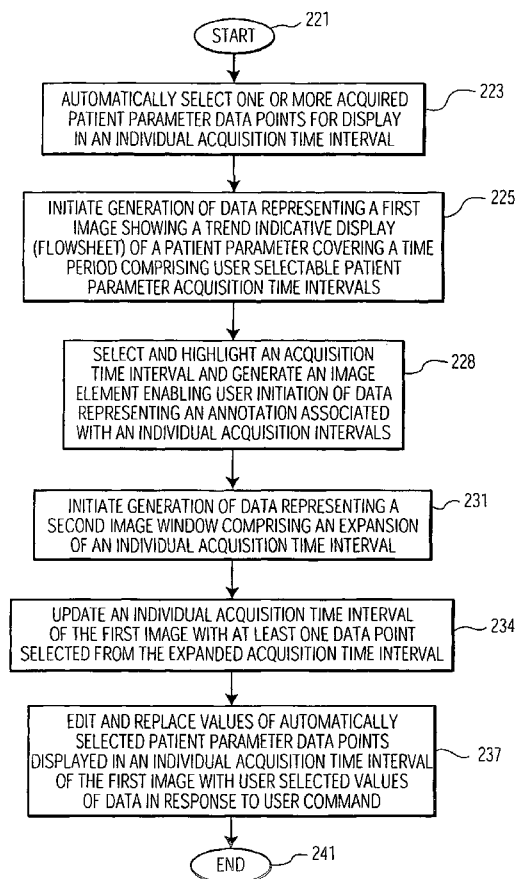 START
221
AUTOMATICALLY SELECT ONE OR MORE ACQUIRED
PATIENT PARAMETER DATA POINTS FOR DISPLAY
IN AN INDIVIDUAL ACQUISITION TIME INTERVAL
223
INITIATE GENERATION OF DATA REPRESENTING A FIRST
IMAGE SHOWING A TREND INDICATIVE DISPLAY
(FLOWSHEET) OF A PATIENT PARAMETER COVERING A TIME
PERIOD COMPRISING USER SELECTABLE PATIENT
PARAMETER ACQUISITION TIME INTERVALS
225
SELECT AND HIGHLIGHT AN ACQUISITION
TIME INTERVAL AND GENERATE AN IMAGE
ELEMENT ENABLING USER INITIATION OF DATA
REPRESENTING AN ANNOTATION ASSOCIATED
WITH AN INDIVIDUAL ACQUISITION INTERVALS
228
INITIATE GENERATION OF DATA REPRESENTING A
SECOND IMAGE WINDOW COMPRISING AN EXPANSION
OF AN INDIVIDUAL ACQUISITION TIME INTERVAL
231
UPDATE AN INDIVIDUAL ACQUISITION TIME INTERVAL
OF THE FIRST IMAGE WITH AT LEAST ONE DATA POINT
SELECTED FROM THE EXPANDED ACQUISITION TIME INTERVAL
234
EDIT AND REPLACE VALUES OF AUTOMATICALLY
SELECTED PATIENT PARAMETER DATA POINTS
DISPLAYED IN AN INDIVIDUAL ACQUISITION TIME INTERVAL
OF THE FIRST IMAGE WITH USER SELECTED VALUES
OF DATA IN RESPONSE TO USER COMMAND
237
END
241